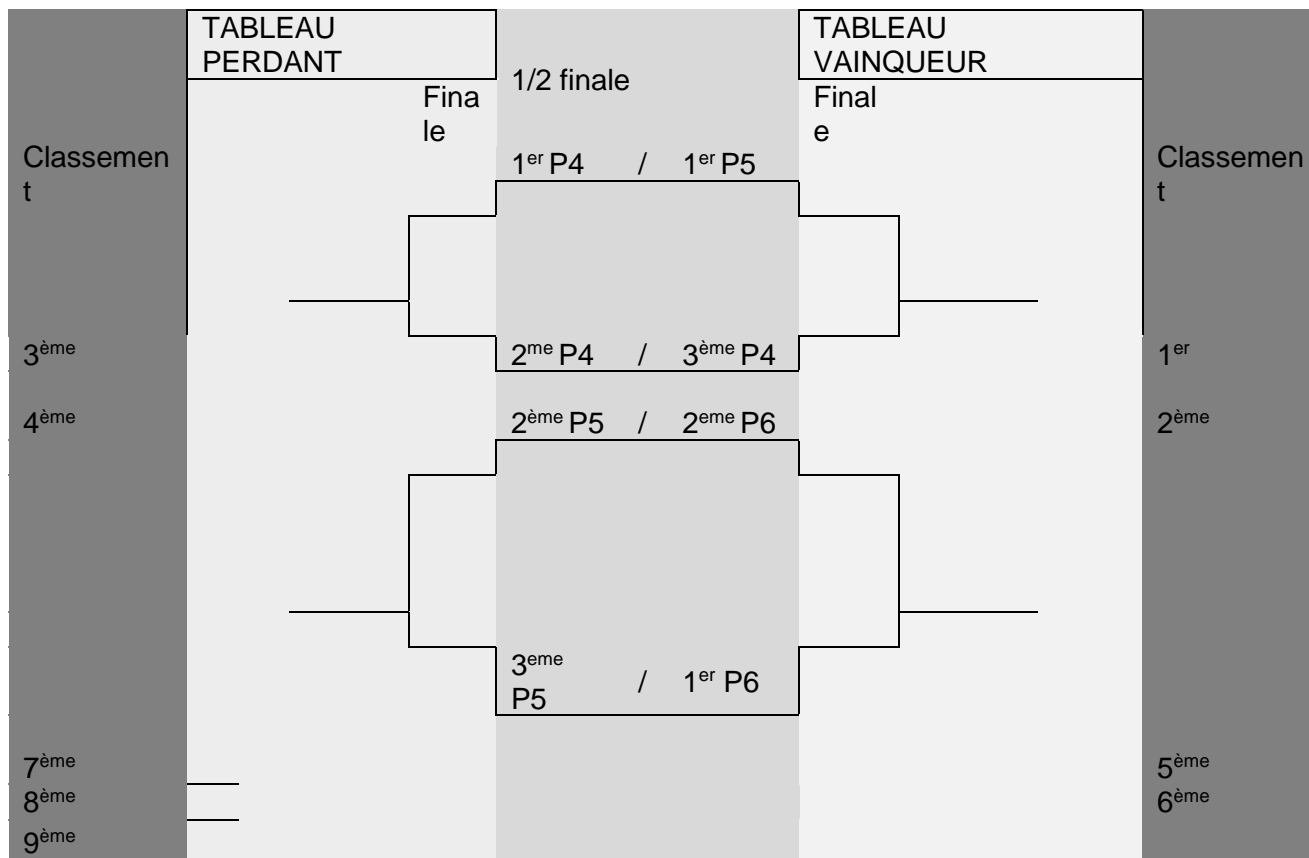 TABLEAU
PERDANT
TABLEAU
VAINQUEUR
1/2 finale
Fina
le
Final
e
Classemen
t
1er P4 / 1er P5
Classemen
t
3ème
2me P4 / 3ème P4
1er
4ème
2ème P5 / 2eme P6
2ème
3eme
P5 / 1er P6
7ème
5ème
8ème
6ème
9ème